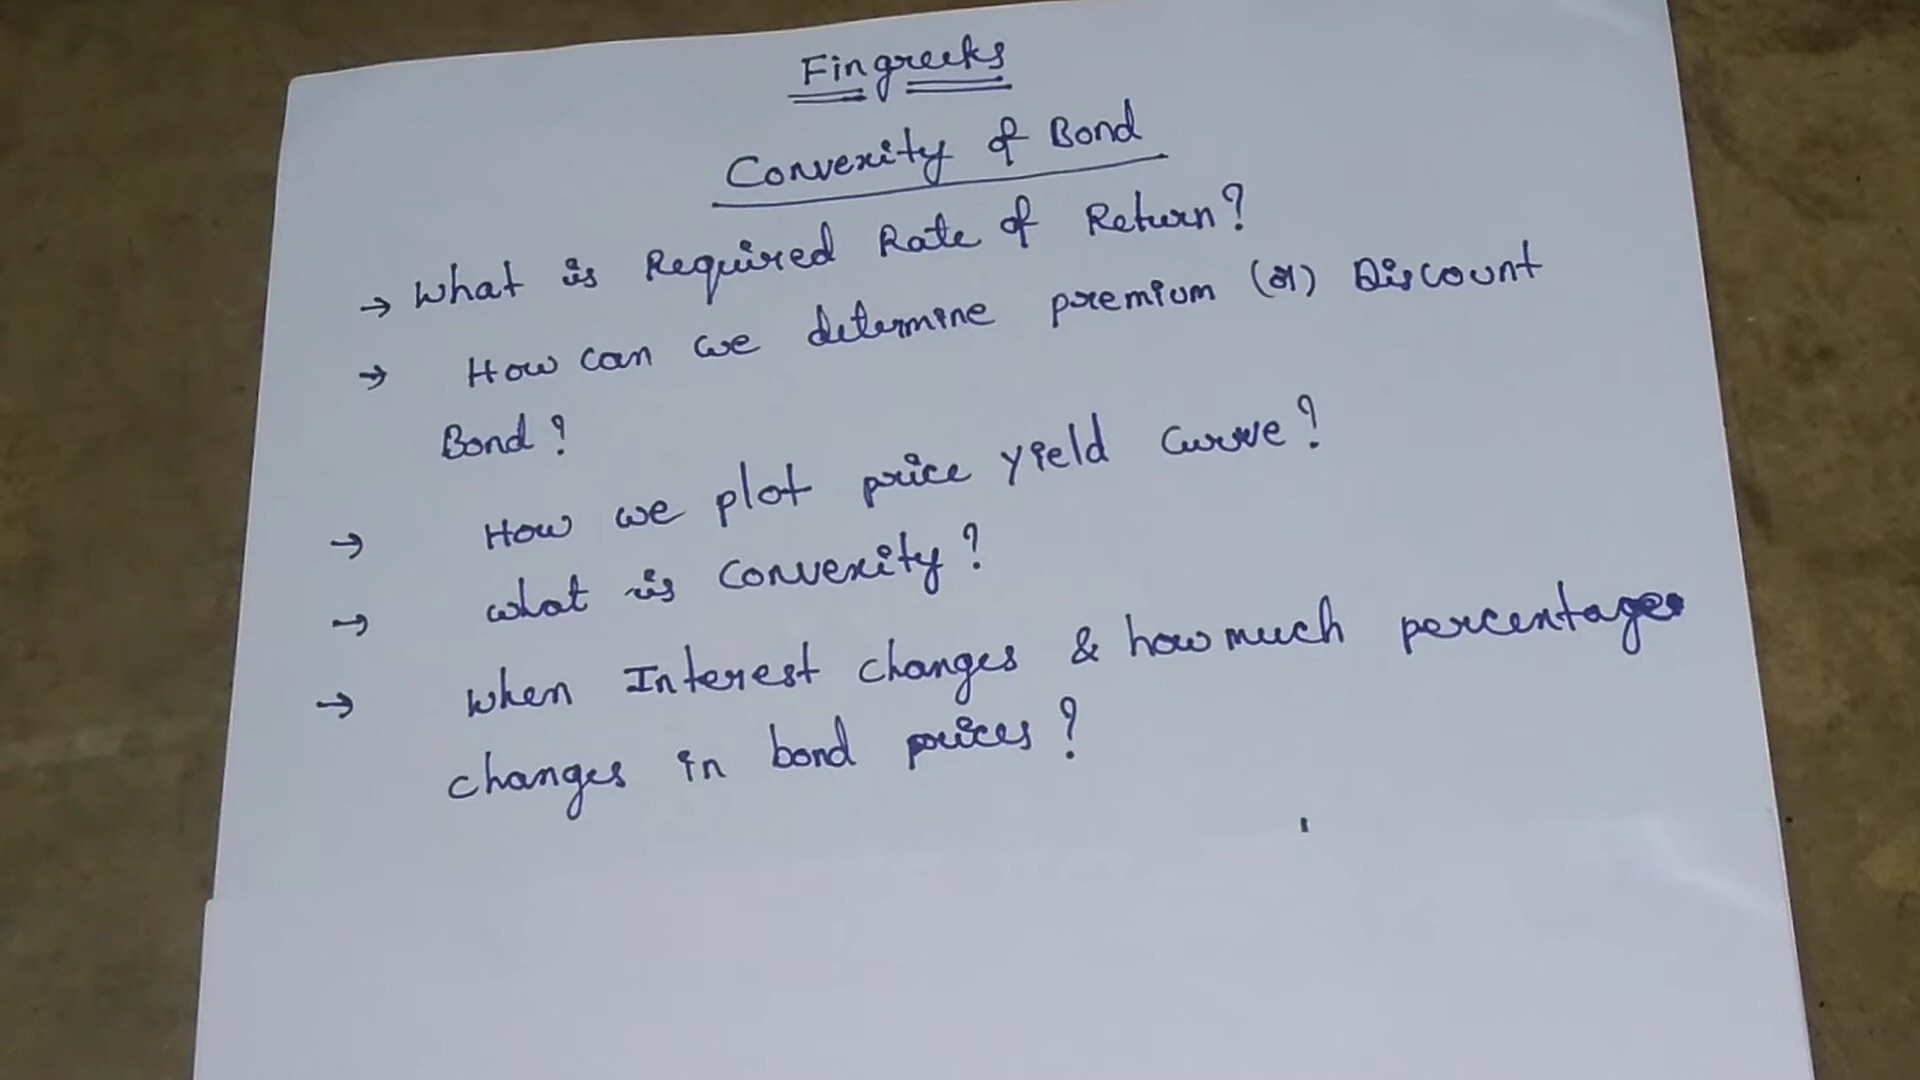 Fingreeks
Convexity of Bond
→ What is Required Rate of Return?
→ How can we determine premium (or) Discount
Bond?
→ How we plot price yield curve?
→ what is Convexity?
→ when Interest changes & how much percentage
changes in bond prices?